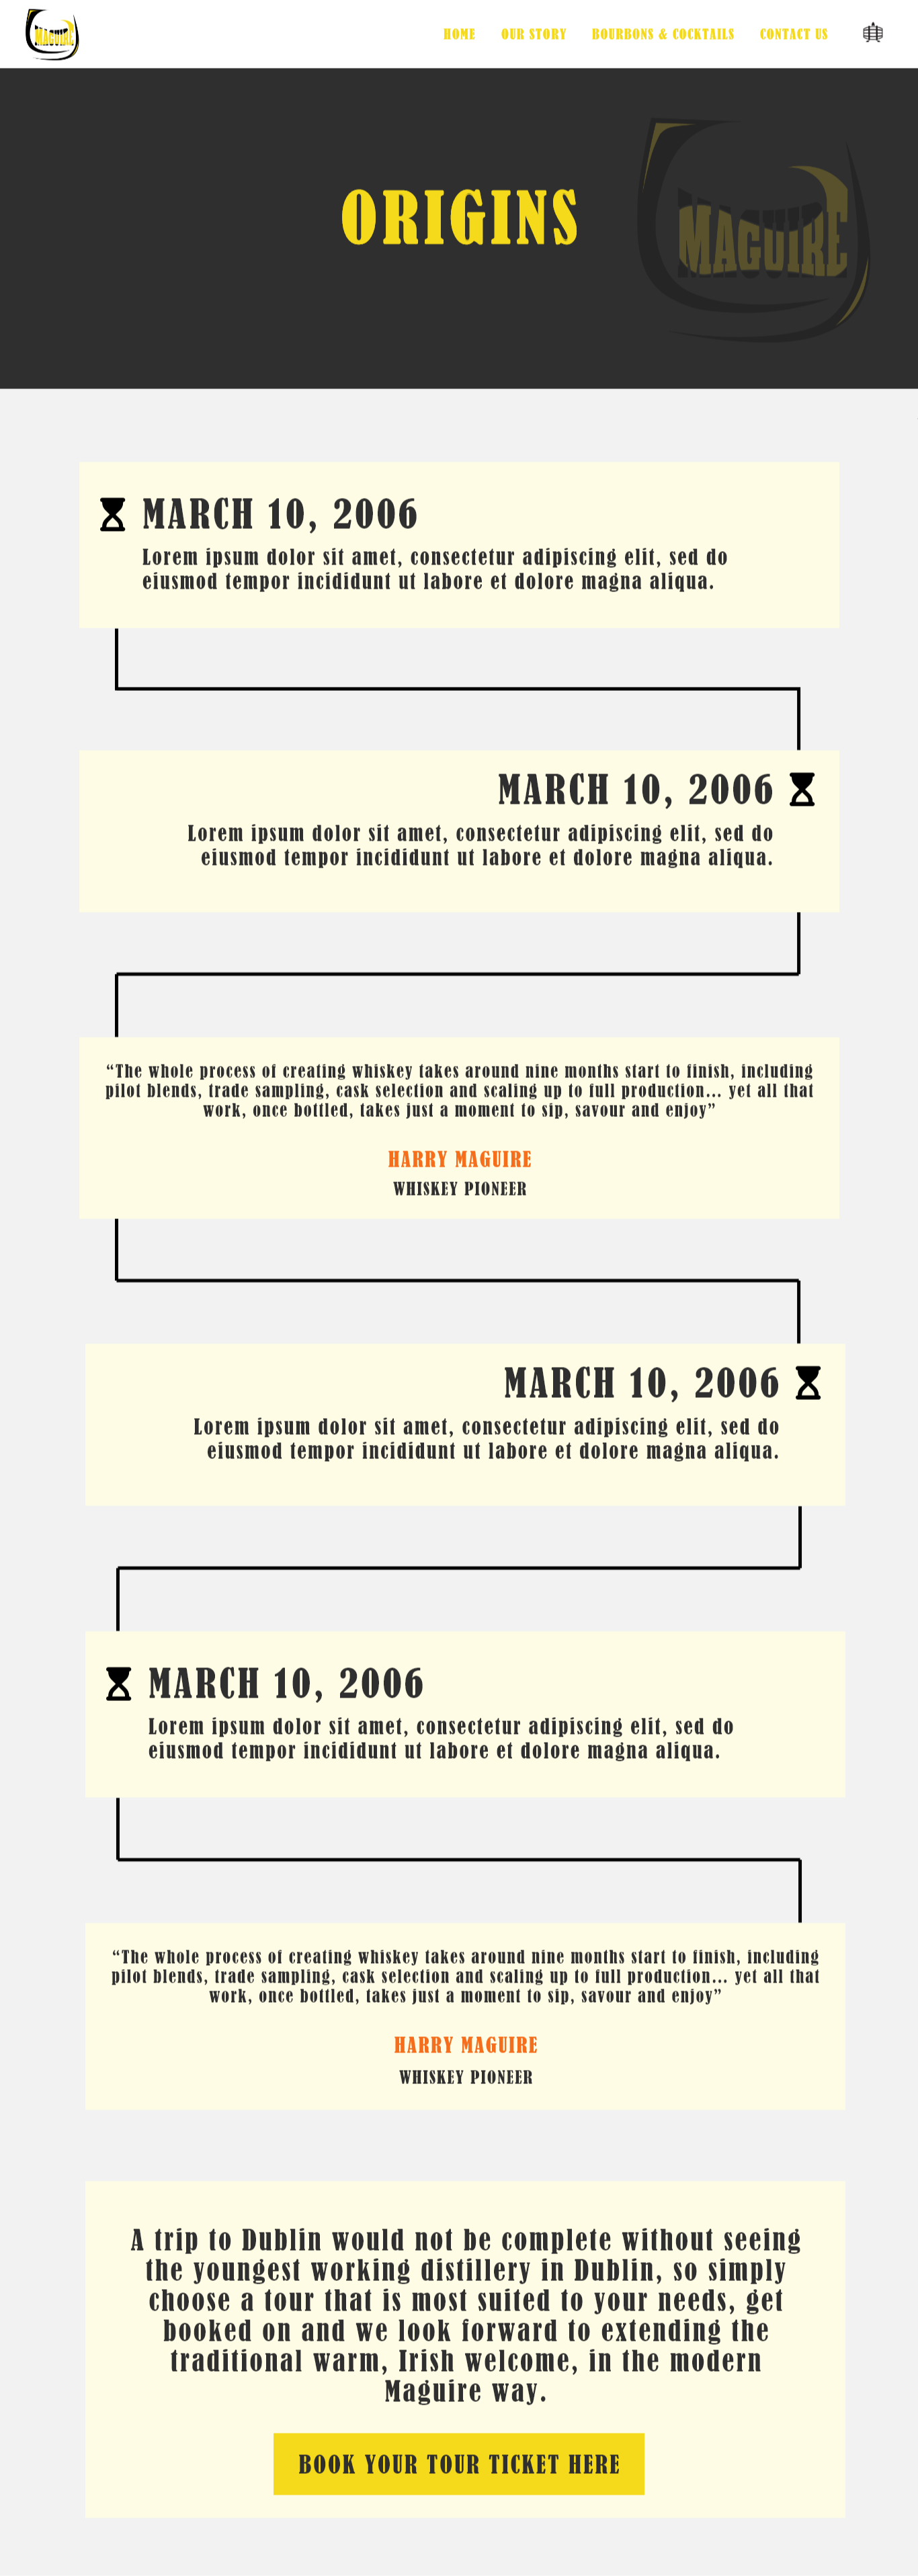 MAGUIRE
HOME OUR STORY BOURBONS & COCKTAILS CONTACT US
ORIGINS
MAGUIRE
MARCH 10, 2006
Lorem ipsum dolor sit amet, consectetur adipiscing elit, sed do
eiusmod tempor incididunt ut labore et dolore magna aliqua.
MARCH 10, 2006
Lorem ipsum dolor sit amet, consectetur adipiscing elit, sed do
eiusmod tempor incididunt ut labore et dolore magna aliqua.
“The whole process of creating whiskey takes around nine months start to finish, including
pilot blends, trade sampling, cask selection and scaling up to full production... yet all that
work, once bottled, takes just a moment to sip, savour and enjoy”
HARRY MAGUIRE
WHISKEY PIONEER
MARCH 10, 2006
Lorem ipsum dolor sit amet, consectetur adipiscing elit, sed do
eiusmod tempor incididunt ut labore et dolore magna aliqua.
MARCH 10, 2006
Lorem ipsum dolor sit amet, consectetur adipiscing elit, sed do
eiusmod tempor incididunt ut labore et dolore magna aliqua.
“The whole process of creating whiskey takes around nine months start to finish, including
pilot blends, trade sampling, cask selection and scaling up to full production... yet all that
work, once bottled, takes just a moment to sip, savour and enjoy”
HARRY MAGUIRE
WHISKEY PIONEER
A trip to Dublin would not be complete without seeing
the youngest working distillery in Dublin, so simply
choose a tour that is most suited to your needs, get
booked on and we look forward to extending the
traditional warm, Irish welcome, in the modern
Maguire way.
BOOK YOUR TOUR TICKET HERE